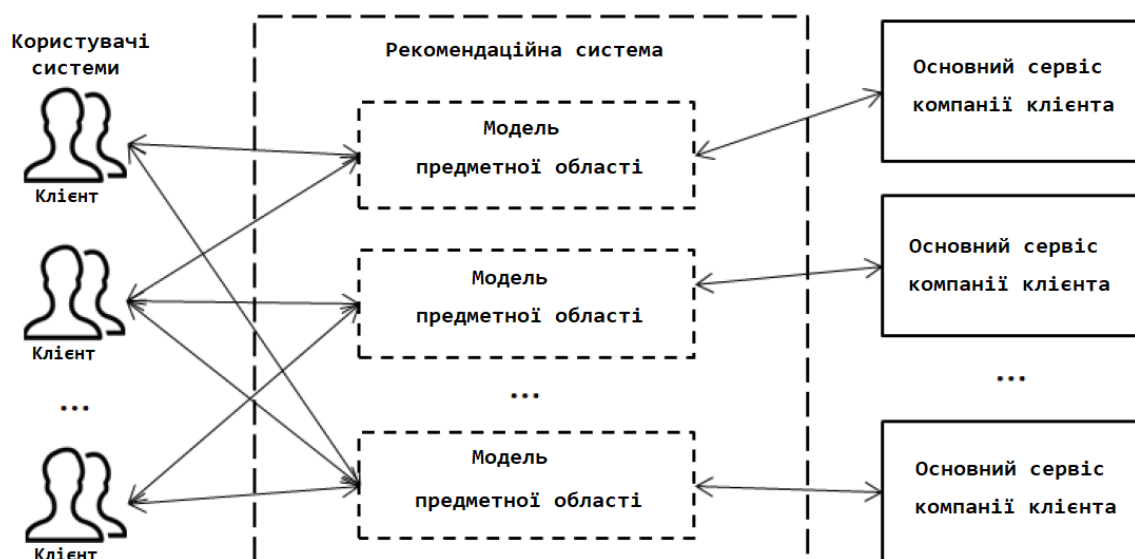 Користувачі
системи
Клієнт
Клієнт
...
Клієнт
Рекомендаційна система
Модель
предметної області
Модель
предметної області
...
Модель
предметної області
Основний сервіс
компанії клієнта
Основний сервіс
компанії клієнта
...
Основний сервіс
компанії клієнта